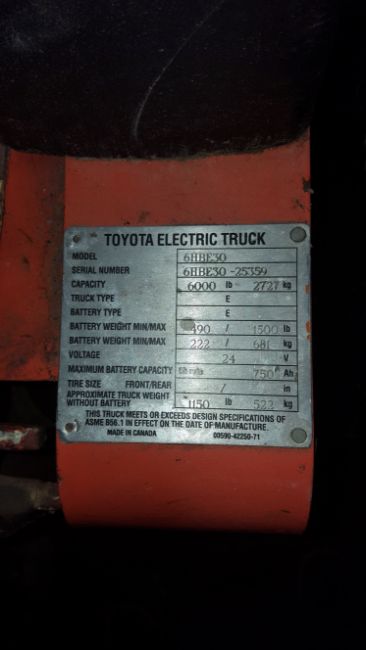 TOYOTA ELECTRIC TRUCK
MODEL 6HBE30
SERIAL NUMBER 6HBE30-25359
CAPACITY 6000 lb 2727 kg
TRUCK TYPE E
BATTERY TYPE E
BATTERY WEIGHT MIN/MAX 490 / 1500 lb
BATTERY WEIGHT MIN/MAX 222 / 681 kg
VOLTAGE 24 V
MAXIMUM BATTERY CAPACITY 750 Ah
TIRE SIZE FRONT/REAR / in
APPROXIMATE TRUCK WEIGHT
WITHOUT BATTERY 1150 lb 522 kg
THIS TRUCK MEETS OR EXCEEDS DESIGN SPECIFICATIONS OF
ASME B56.1 IN EFFECT ON THE DATE OF MANUFACTURE.
MADE IN CANADA 00590-42250-71